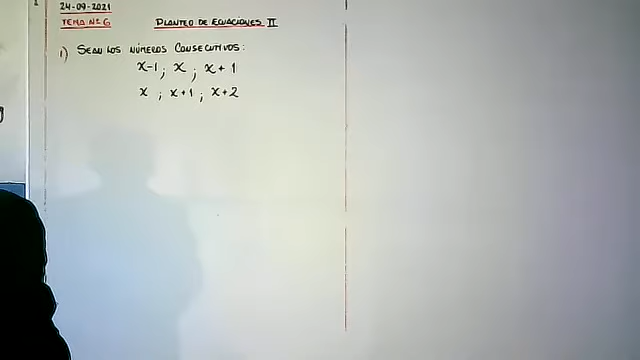 24-09-2021
TEMA Nº 6 PLANTEO DE ECUACIONES II
1) SEAN LOS NÚMEROS CONSECUTIVOS:
x-1 ; x ; x + 1
x ; x+1 ; x+2